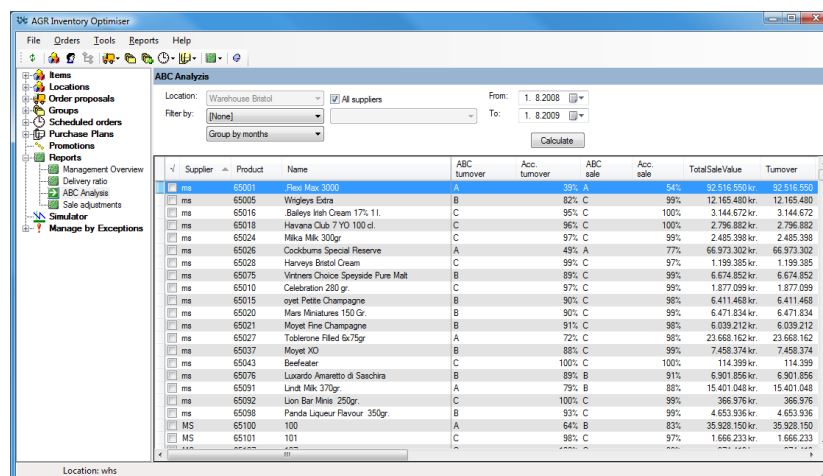 AGR Inventory Optimiser
File Orders Tools Reports Help
Items
Locations
Order proposals
Groups
Scheduled orders
Purchase Plans
Promotions
Reports
Management Overview
Delivery ratio
ABC Analysis
Sale adjustments
Simulator
Manage by Exceptions
ABC Analyzis
Location: Warehouse Bristol All suppliers From: 1. 8.2008
Filter by: [None] To: 1. 8.2009
Group by months Calculate
√ Supplier Product Name ABC turnover Acc. turnover ABC sale Acc. sale TotalSaleValue Turnover
ms 65001 .Flexi Max 3000 A 39% A 54% 92.516.550 kr. 92.516.550
ms 65005 Wrigleys Extra B 82% C 99% 12.165.480 kr. 12.165.480
ms 65016 .Baileys Irish Cream 17% 1 l. C 95% C 100% 3.144.672 kr. 3.144.672
ms 65018 Havana Club 7 YO 100 cl. C 96% C 100% 2.796.882 kr. 2.796.882
ms 65024 Milka Milk 300gr C 97% C 99% 2.485.398 kr. 2.485.398
ms 65026 Cockburns Special Reserve A 49% A 77% 66.973.302 kr. 66.973.302
ms 65028 Harveys Bristol Cream C 99% C 97% 1.199.385 kr. 1.199.385
ms 65075 Vintners Choice Speyside Pure Malt B 89% C 99% 6.674.852 kr. 6.674.852
ms 65010 Celebration 280 gr. C 97% C 99% 1.877.099 kr. 1.877.099
ms 65015 oyet Petite Champagne B 90% C 98% 6.411.468 kr. 6.411.468
ms 65020 Mars Miniatures 150 Gr. B 90% C 99% 6.471.834 kr. 6.471.834
ms 65021 Moyet Fine Champagne B 91% C 98% 6.039.212 kr. 6.039.212
ms 65027 Toblerone Filled 6x75gr A 72% C 98% 23.668.162 kr. 23.668.162
ms 65037 Moyet XO B 88% C 99% 7.458.374 kr. 7.458.374
ms 65043 Beefeater C 100% C 100% 114.399 kr. 114.399
ms 65076 Luxardo Amaretto di Saschira B 89% B 91% 6.901.856 kr. 6.901.856
ms 65091 Lindt Milk 370gr. A 79% B 88% 15.401.048 kr. 15.401.048
ms 65092 Lion Bar Minis 250gr. C 100% C 99% 366.976 kr. 366.976
ms 65098 Panda Liqueur Flavour 350gr. B 93% C 99% 4.653.936 kr. 4.653.936
MS 65100 100 A 64% B 83% 35.928.150 kr. 35.928.150
MS 65101 101 C 98% C 97% 1.666.233 kr. 1.666.233
Location: whs